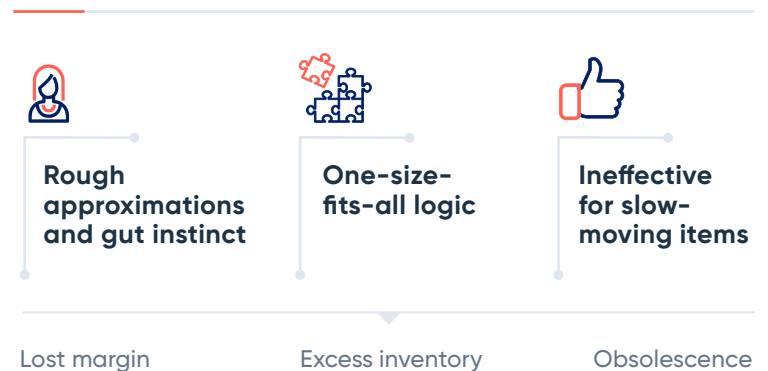 Rough
approximations
and gut instinct
One-size-
fits-all logic
Ineffective
for slow-
moving items
Lost margin
Excess inventory
Obsolescence